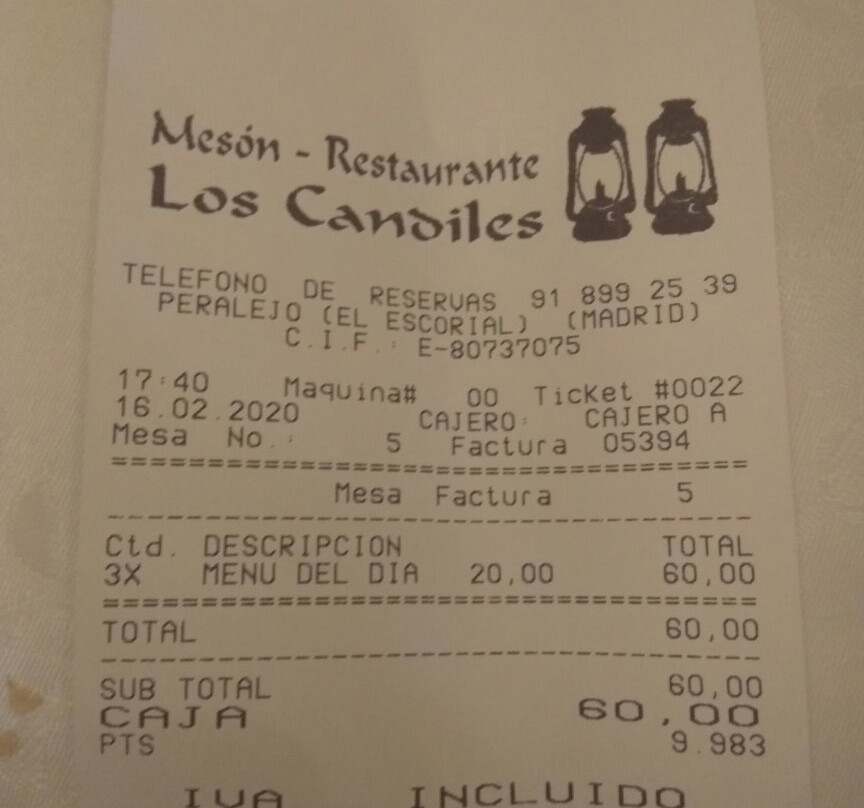 Mesón - Restaurante
Los Candiles
TELEFONO DE RESERVAS 91 899 25 39
PERALEJO (EL ESCORIAL) (MADRID)
C.I.F.: E-80737075
17:40 Maquina# 00 Ticket #0022
16.02.2020 CAJERO: CAJERO A
Mesa No.: 5 Factura 05394
Mesa Factura 5
Ctd. DESCRIPCION TOTAL
3X MENU DEL DIA 20,00 60,00
TOTAL 60,00
SUB TOTAL 60,00
CAJA 60,00
PTS 9.983
IVA INCLUIDO